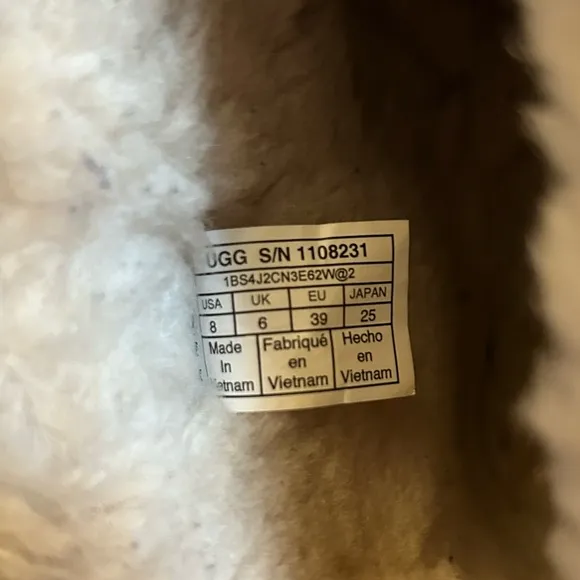 UGG S/N 1108231
1BS4J2CN3E62W@2
USA UK EU JAPAN
8 6 39 25
Made Fabriqué Hecho
In en en
Vietnam Vietnam Vietnam